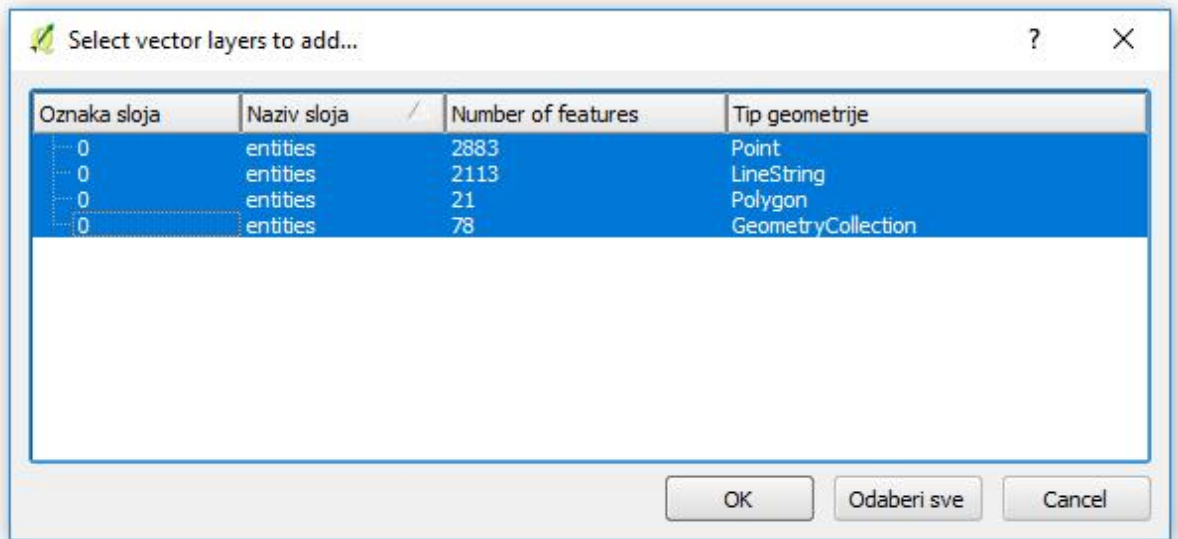 Select vector layers to add...
Oznaka sloja Naziv sloja Number of features Tip geometrije
0 entities 2883 Point
0 entities 2113 LineString
0 entities 21 Polygon
0 entities 78 GeometryCollection
OK Odaberi sve Cancel